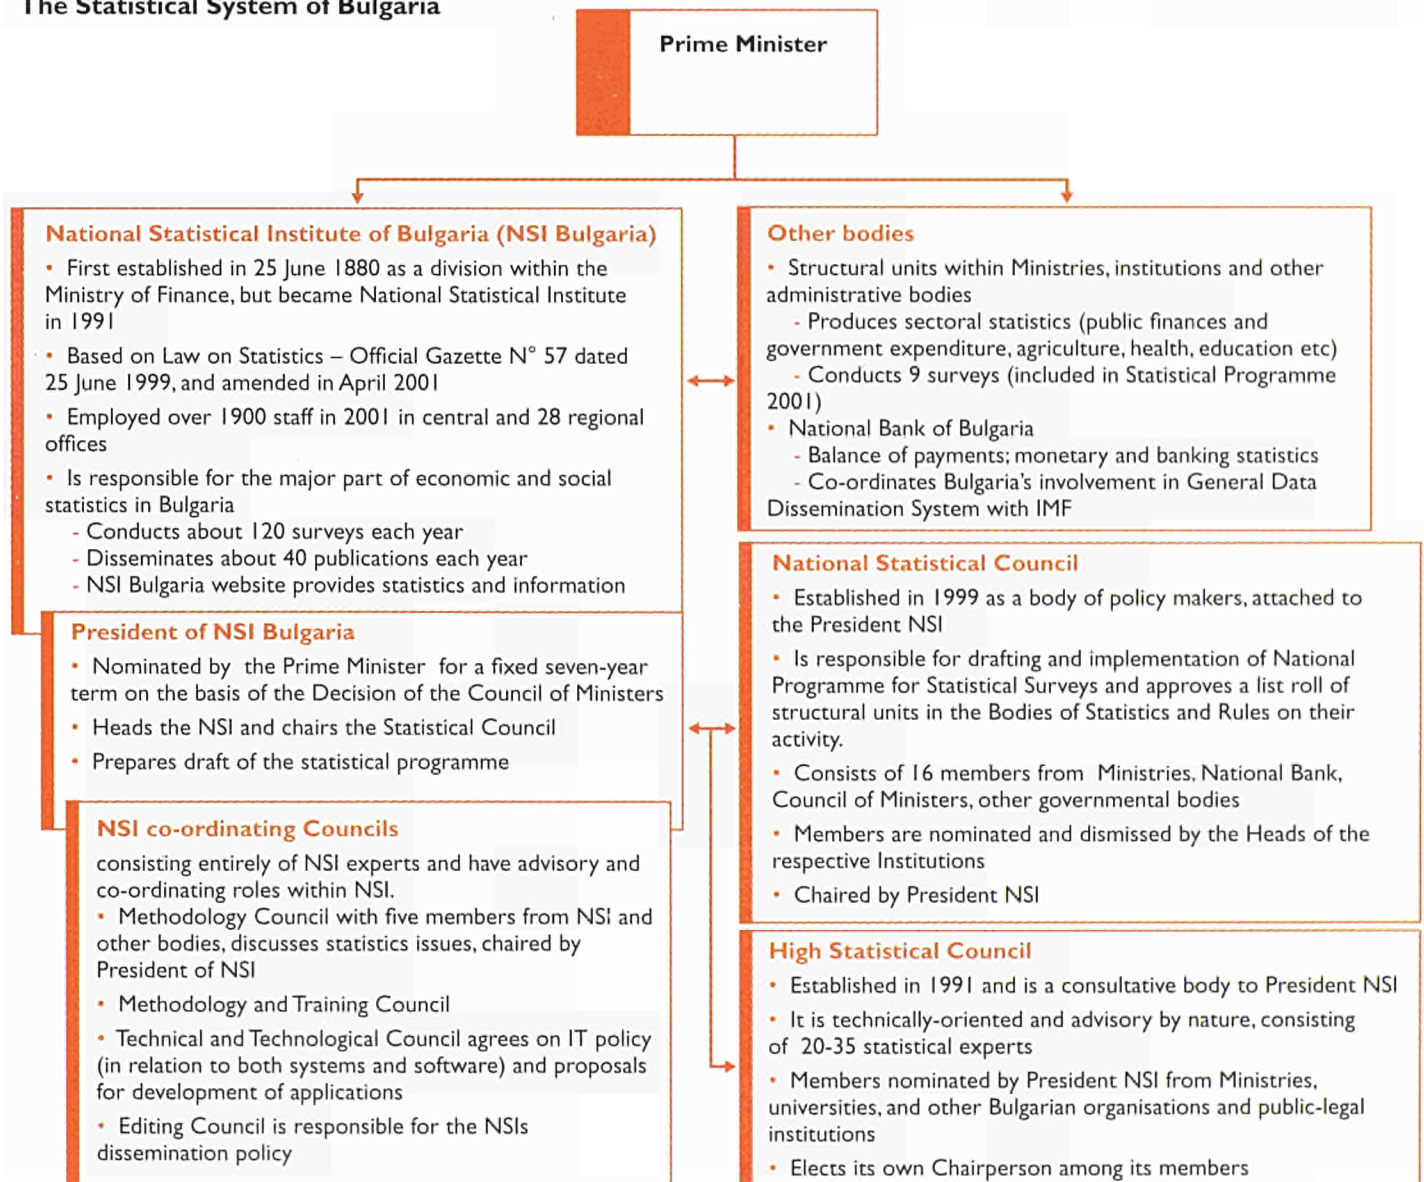 The Statistical System of Bulgaria
Prime Minister
National Statistical Institute of Bulgaria (NSI Bulgaria)
• First established in 25 June 1880 as a division within the
Ministry of Finance, but became National Statistical Institute
in 1991
• Based on Law on Statistics – Official Gazette N° 57 dated
25 June 1999, and amended in April 2001
• Employed over 1900 staff in 2001 in central and 28 regional
offices
• Is responsible for the major part of economic and social
statistics in Bulgaria
- Conducts about 120 surveys each year
- Disseminates about 40 publications each year
- NSI Bulgaria website provides statistics and information
President of NSI Bulgaria
• Nominated by the Prime Minister for a fixed seven-year
term on the basis of the Decision of the Council of Ministers
• Heads the NSI and chairs the Statistical Council
• Prepares draft of the statistical programme
NSI co-ordinating Councils
consisting entirely of NSI experts and have advisory and
co-ordinating roles within NSI.
• Methodology Council with five members from NSI and
other bodies, discusses statistics issues, chaired by
President of NSI
• Methodology and Training Council
• Technical and Technological Council agrees on IT policy
(in relation to both systems and software) and proposals
for development of applications
• Editing Council is responsible for the NSIs
dissemination policy
Other bodies
• Structural units within Ministries, institutions and other
administrative bodies
- Produces sectoral statistics (public finances and
government expenditure, agriculture, health, education etc)
- Conducts 9 surveys (included in Statistical Programme
2001)
• National Bank of Bulgaria
- Balance of payments; monetary and banking statistics
- Co-ordinates Bulgaria's involvement in General Data
Dissemination System with IMF
National Statistical Council
• Established in 1999 as a body of policy makers, attached to
the President NSI
• Is responsible for drafting and implementation of National
Programme for Statistical Surveys and approves a list roll of
structural units in the Bodies of Statistics and Rules on their
activity.
• Consists of 16 members from Ministries, National Bank,
Council of Ministers, other governmental bodies
• Members are nominated and dismissed by the Heads of the
respective Institutions
• Chaired by President NSI
High Statistical Council
• Established in 1991 and is a consultative body to President NSI
• It is technically-oriented and advisory by nature, consisting
of 20-35 statistical experts
• Members nominated by President NSI from Ministries,
universities, and other Bulgarian organisations and public-legal
institutions
• Elects its own Chairperson among its members